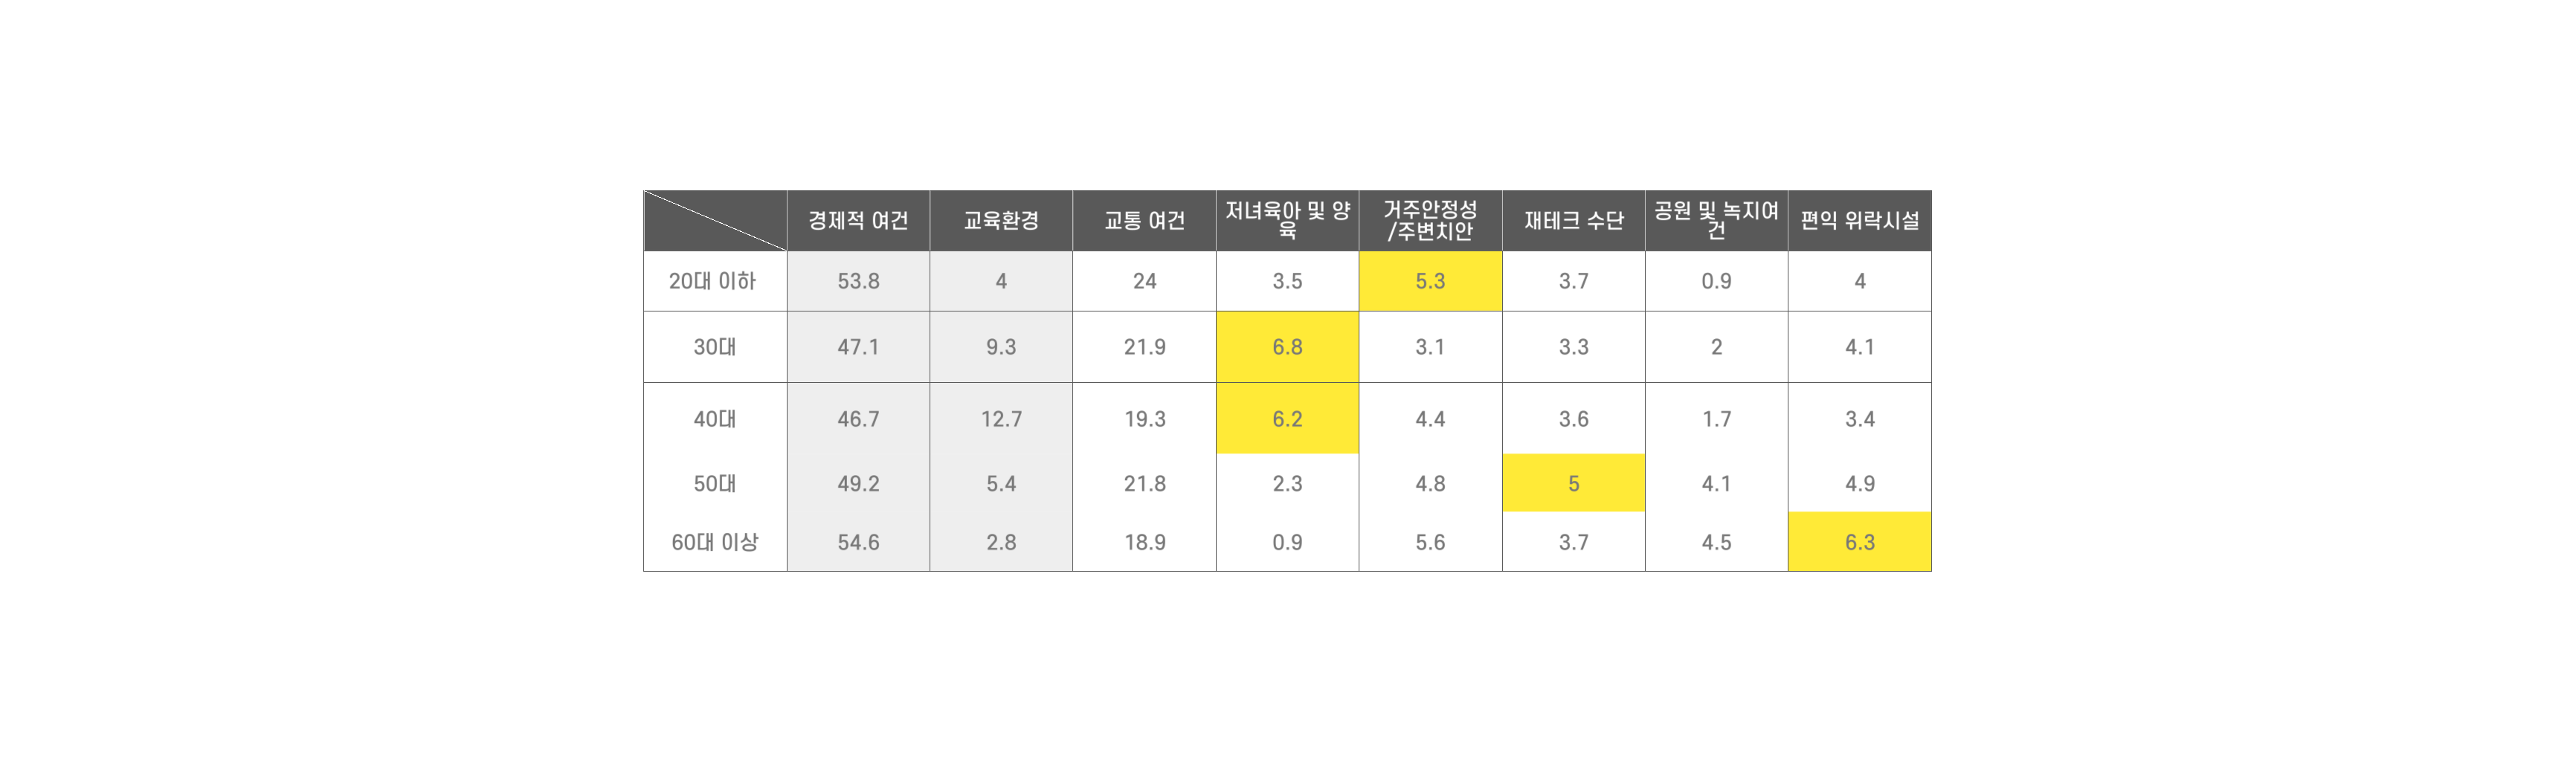 경제적 여건 교육환경 교통 여건 저녀육아 및 양육 거주안정성/주변치안 재테크 수단 공원 및 녹지여건 편익 위락시설
20대 이하 53.8 4 24 3.5 5.3 3.7 0.9 4
30대 47.1 9.3 21.9 6.8 3.1 3.3 2 4.1
40대 46.7 12.7 19.3 6.2 4.4 3.6 1.7 3.4
50대 49.2 5.4 21.8 2.3 4.8 5 4.1 4.9
60대 이상 54.6 2.8 18.9 0.9 5.6 3.7 4.5 6.3